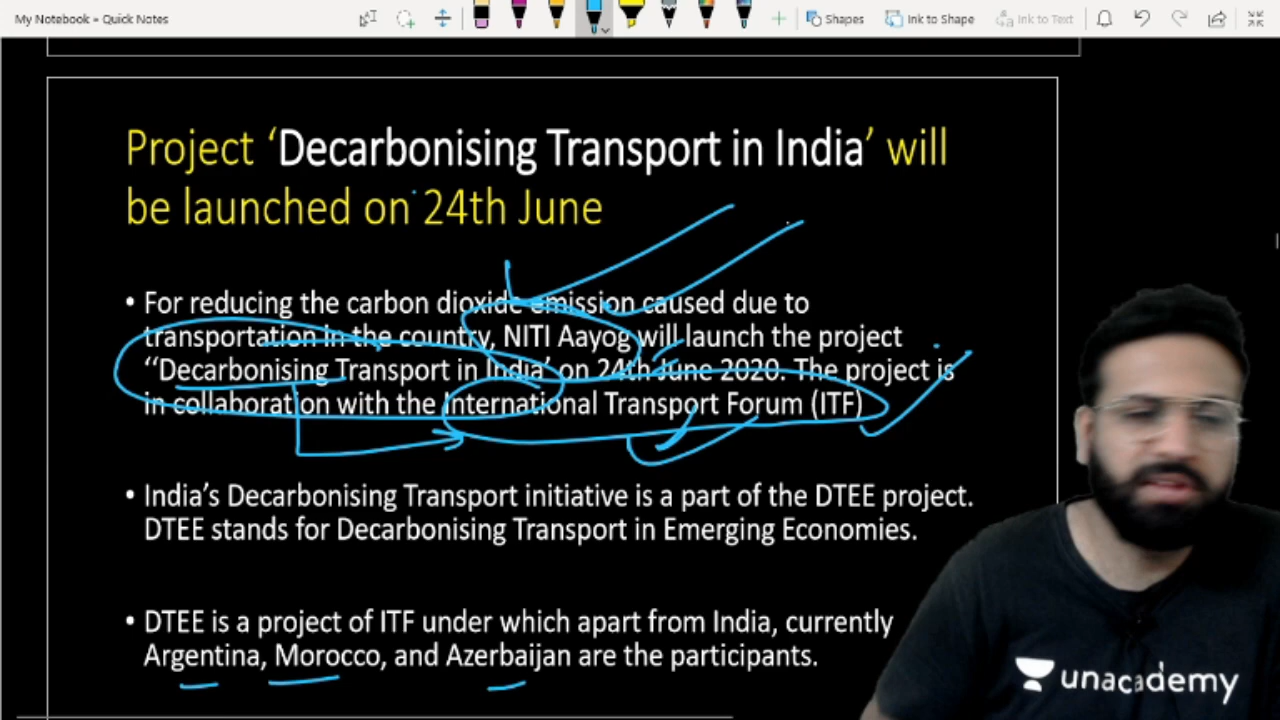 My Notebook » Quick Notes
Shapes
Ink to Shape
Ink to Text
Project ‘Decarbonising Transport in India’ will
be launched on 24th June
• For reducing the carbon dioxide emission caused due to
transportation in the country, NITI Aayog will launch the project
“Decarbonising Transport in India’ on 24th June 2020. The project is
in collaboration with the International Transport Forum (ITF)
• India’s Decarbonising Transport initiative is a part of the DTEE project.
DTEE stands for Decarbonising Transport in Emerging Economies.
• DTEE is a project of ITF under which apart from India, currently
Argentina, Morocco, and Azerbaijan are the participants.
unacademy